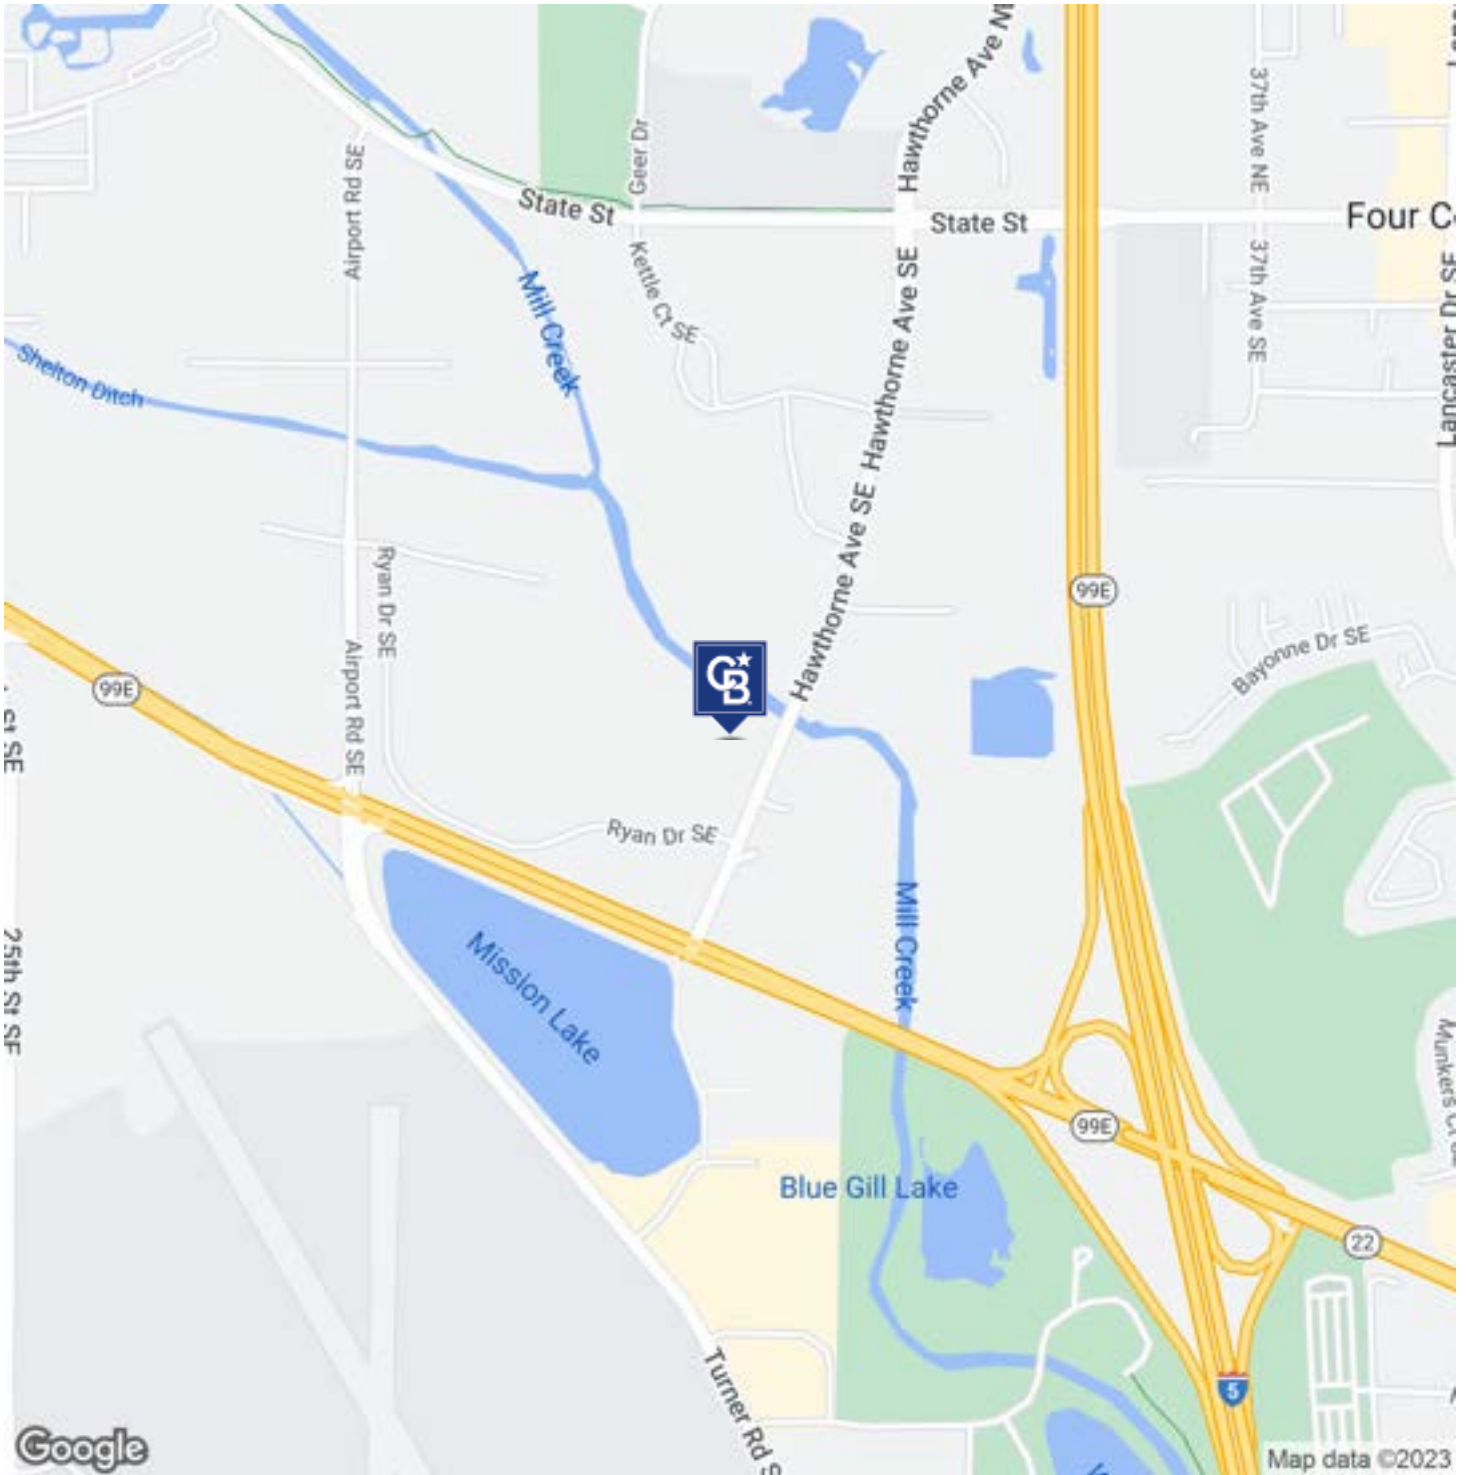 Hawthorne Ave N
37th Ave NE
Geer Dr
Airport Rd SE
State St
State St
Four C
Hawthorne Ave SE
Kettle Ct SE
37th Ave SE
Lancaster Dr SE
Mill Creek
Shelton Ditch
Hawthorne Ave SE
Hawthorne Ave SE
Ryan Dr SE
99E
Bayonne Dr SE
Airport Rd SE
CB
99E
St SE
Ryan Dr SE
Mill Creek
Mission Lake
25th St SE
Munkers Ct
99E
Blue Gill Lake
22
5
Turner Rd S
Google
Map data ©2023